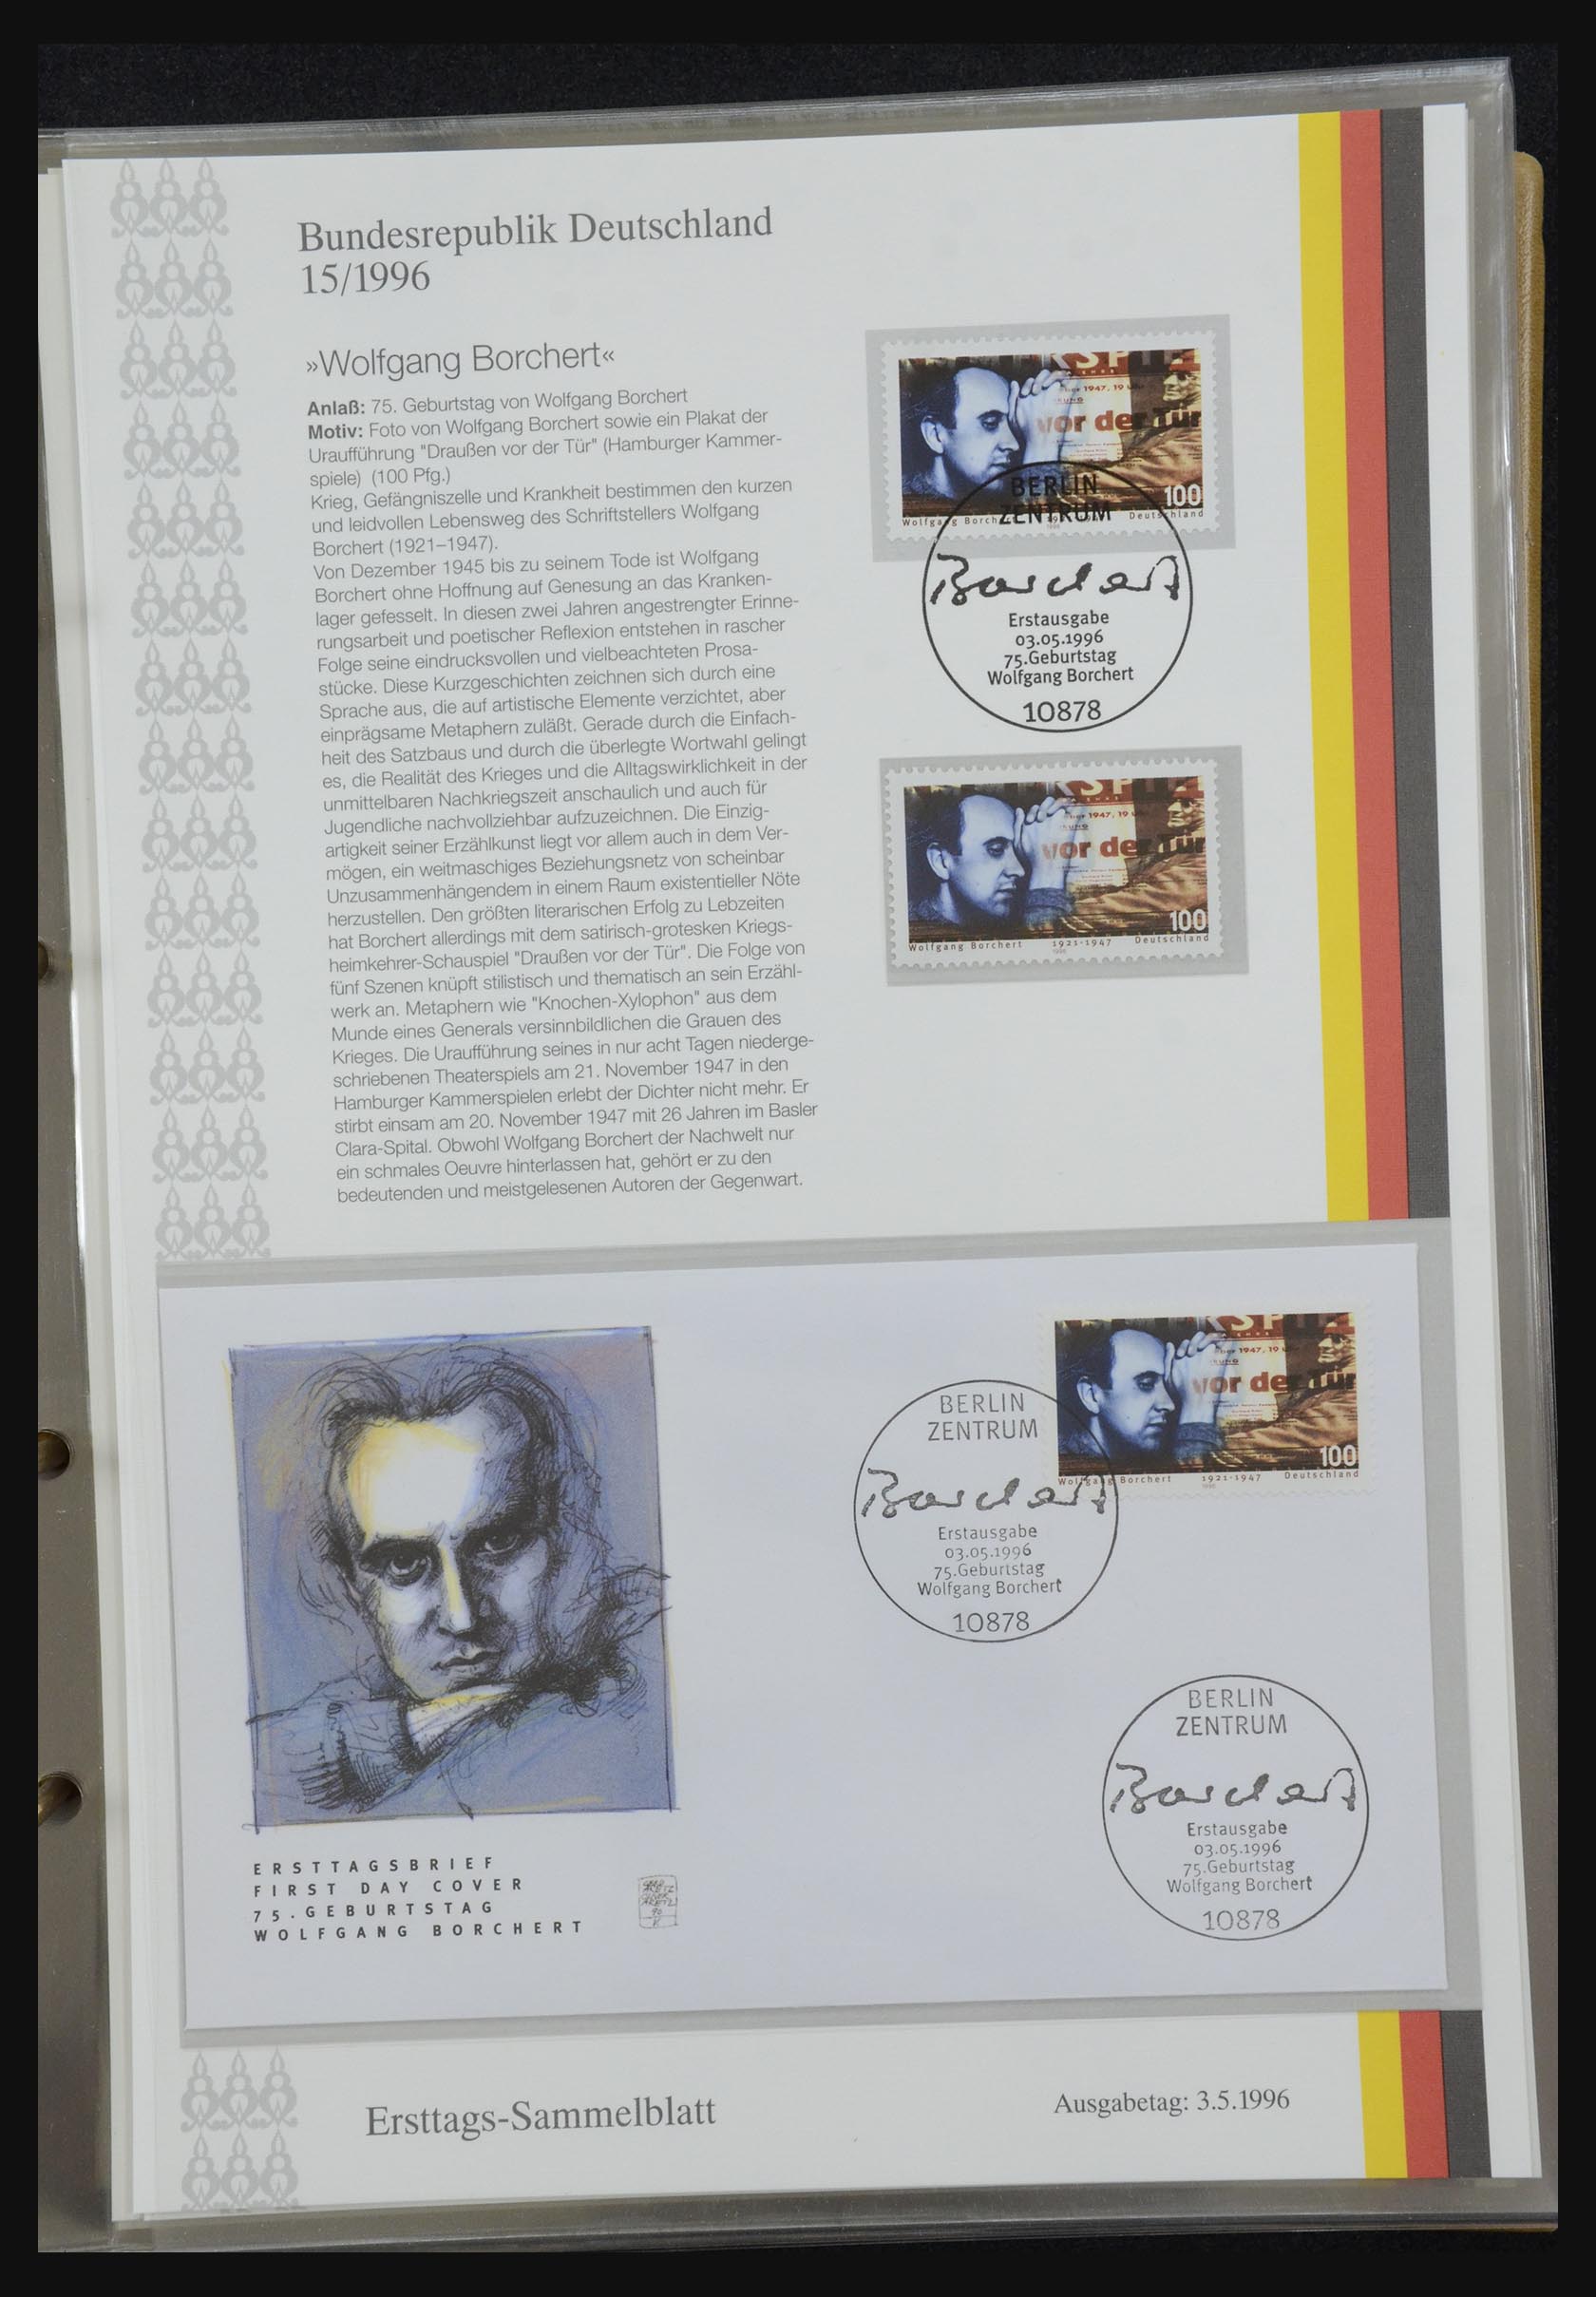 Bundesrepublik Deutschland
15/1996
»Wolfgang Borchert«
Anlaß: 75. Geburtstag von Wolfgang Borchert
Motiv: Foto von Wolfgang Borchert sowie ein Plakat der
Uraufführung "Draußen vor der Tür" (Hamburger Kammer-
spiele) (100 Pfg.)
Krieg, Gefängniszelle und Krankheit bestimmen den kurzen
und leidvollen Lebensweg des Schriftstellers Wolfgang
Borchert (1921–1947).
Von Dezember 1945 bis zu seinem Tode ist Wolfgang
Borchert ohne Hoffnung auf Genesung an das Kranken-
lager gefesselt. In diesen zwei Jahren angestrengter Erinne-
rungsarbeit und poetischer Reflexion entstehen in rascher
Folge seine eindrucksvollen und vielbeachteten Prosa-
stücke. Diese Kurzgeschichten zeichnen sich durch eine
Sprache aus, die auf artistische Elemente verzichtet, aber
einprägsame Metaphern zuläßt. Gerade durch die Einfach-
heit des Satzbaus und durch die überlegte Wortwahl gelingt
es, die Realität des Krieges und die Alltagswirklichkeit in der
unmittelbaren Nachkriegszeit anschaulich und auch für
Jugendliche nachvollziehbar aufzuzeichnen. Die Einzig-
artigkeit seiner Erzählkunst liegt vor allem auch in dem Ver-
mögen, ein weitmaschiges Beziehungsnetz von scheinbar
Unzusammenhängendem in einem Raum existentieller Nöte
herzustellen. Den größten literarischen Erfolg zu Lebzeiten
hat Borchert allerdings mit dem satirisch-grotesken Kriegs-
heimkehrer-Schauspiel "Draußen vor der Tür". Die Folge von
fünf Szenen knüpft stilistisch und thematisch an sein Erzähl-
werk an. Metaphern wie "Knochen-Xylophon" aus dem
Munde eines Generals versinnbildlichen die Grauen des
Krieges. Die Uraufführung seines in nur acht Tagen niederge-
schriebenen Theaterspiels am 21. November 1947 in den
Hamburger Kammerspielen erlebt der Dichter nicht mehr. Er
stirbt einsam am 20. November 1947 mit 26 Jahren im Basler
Clara-Spital. Obwohl Wolfgang Borchert der Nachwelt nur
ein schmales Oeuvre hinterlassen hat, gehört er zu den
bedeutenden und meistgelesenen Autoren der Gegenwart.
1947, 19
vor der Tür
100
Wolfgang Borchert Deutschland
BERLIN
ZENTRUM
Borchert
Erstausgabe
03.05.1996
75.Geburtstag
Wolfgang Borchert
10878
1947, 19
vor der Tür
100
Wolfgang Borchert 1921-1947 Deutschland
1996
1947, 19
vor der Tür
100
Wolfgang Borchert 1921-1947 Deutschland
1996
BERLIN
ZENTRUM
Borchert
Erstausgabe
03.05.1996
75.Geburtstag
Wolfgang Borchert
10878
BERLIN
ZENTRUM
Borchert
Erstausgabe
03.05.1996
75.Geburtstag
Wolfgang Borchert
10878
ERSTTAGSBRIEF
FIRST DAY COVER
75.GEBURTSTAG
WOLFGANG BORCHERT
Ersttags-Sammelblatt
Ausgabetag: 3.5.1996